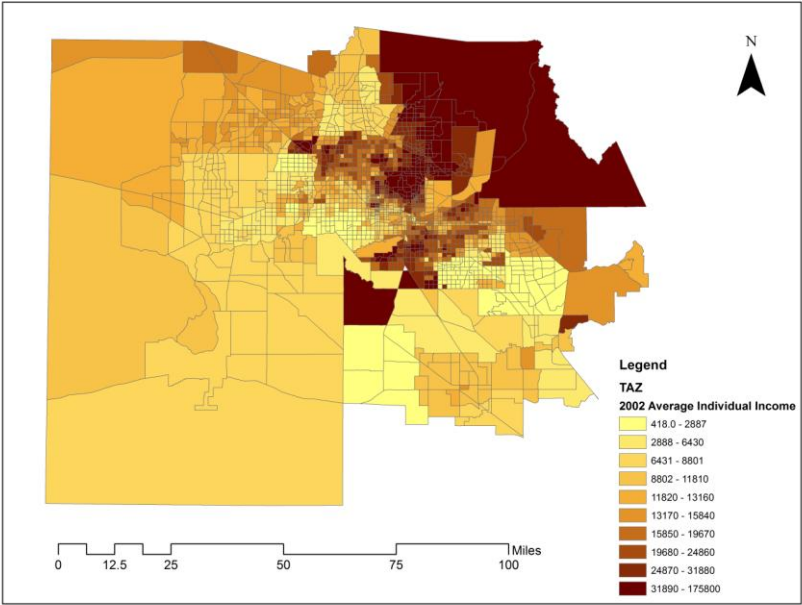 N
Legend
TAZ
2002 Average Individual Income
418.0 - 2887
2888 - 6430
6431 - 8801
8802 - 11810
11820 - 13160
13170 - 15840
15850 - 19670
19680 - 24860
24870 - 31880
31890 - 175800
Miles
0 12.5 25 50 75 100